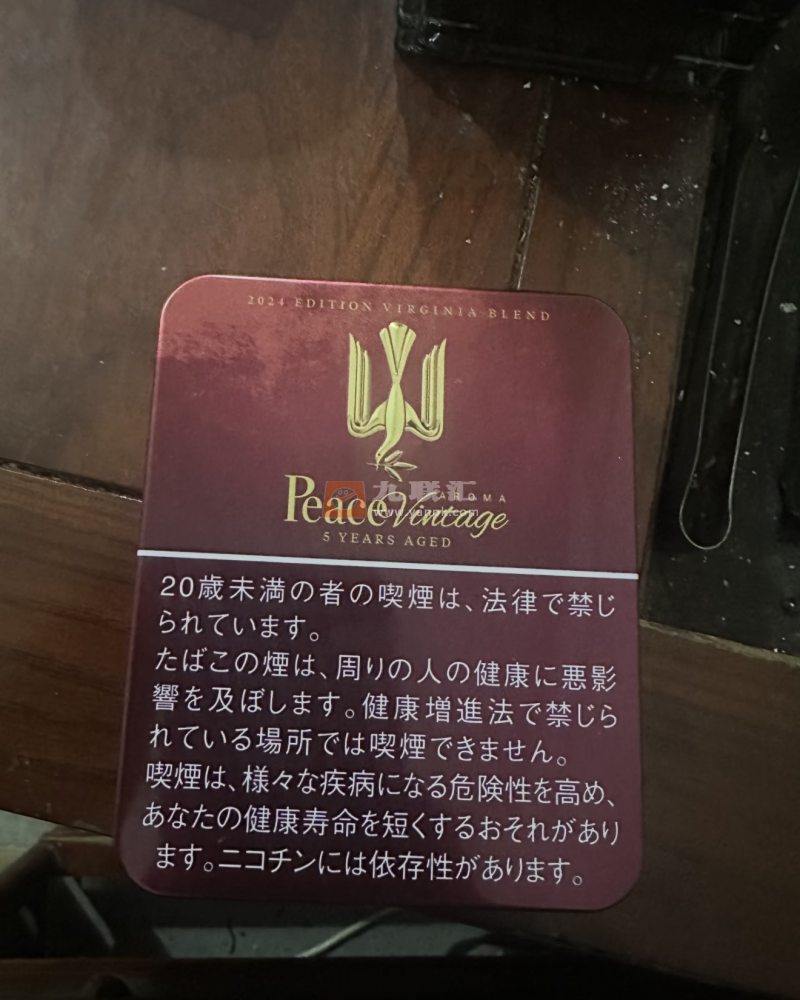 2024 EDITION VIRGINIA BLEND
Peace AROMA Vintage
九联汇
5 YEARS AGED
20歳未満の者の喫煙は、法律で禁じ
られています。
たばこの煙は、周りの人の健康に悪影
響を及ぼします。健康増進法で禁じら
れている場所では喫煙できません。
喫煙は、様々な疾病になる危険性を高め、
あなたの健康寿命を短くするおそれがあり
ます。ニコチンには依存性があります。